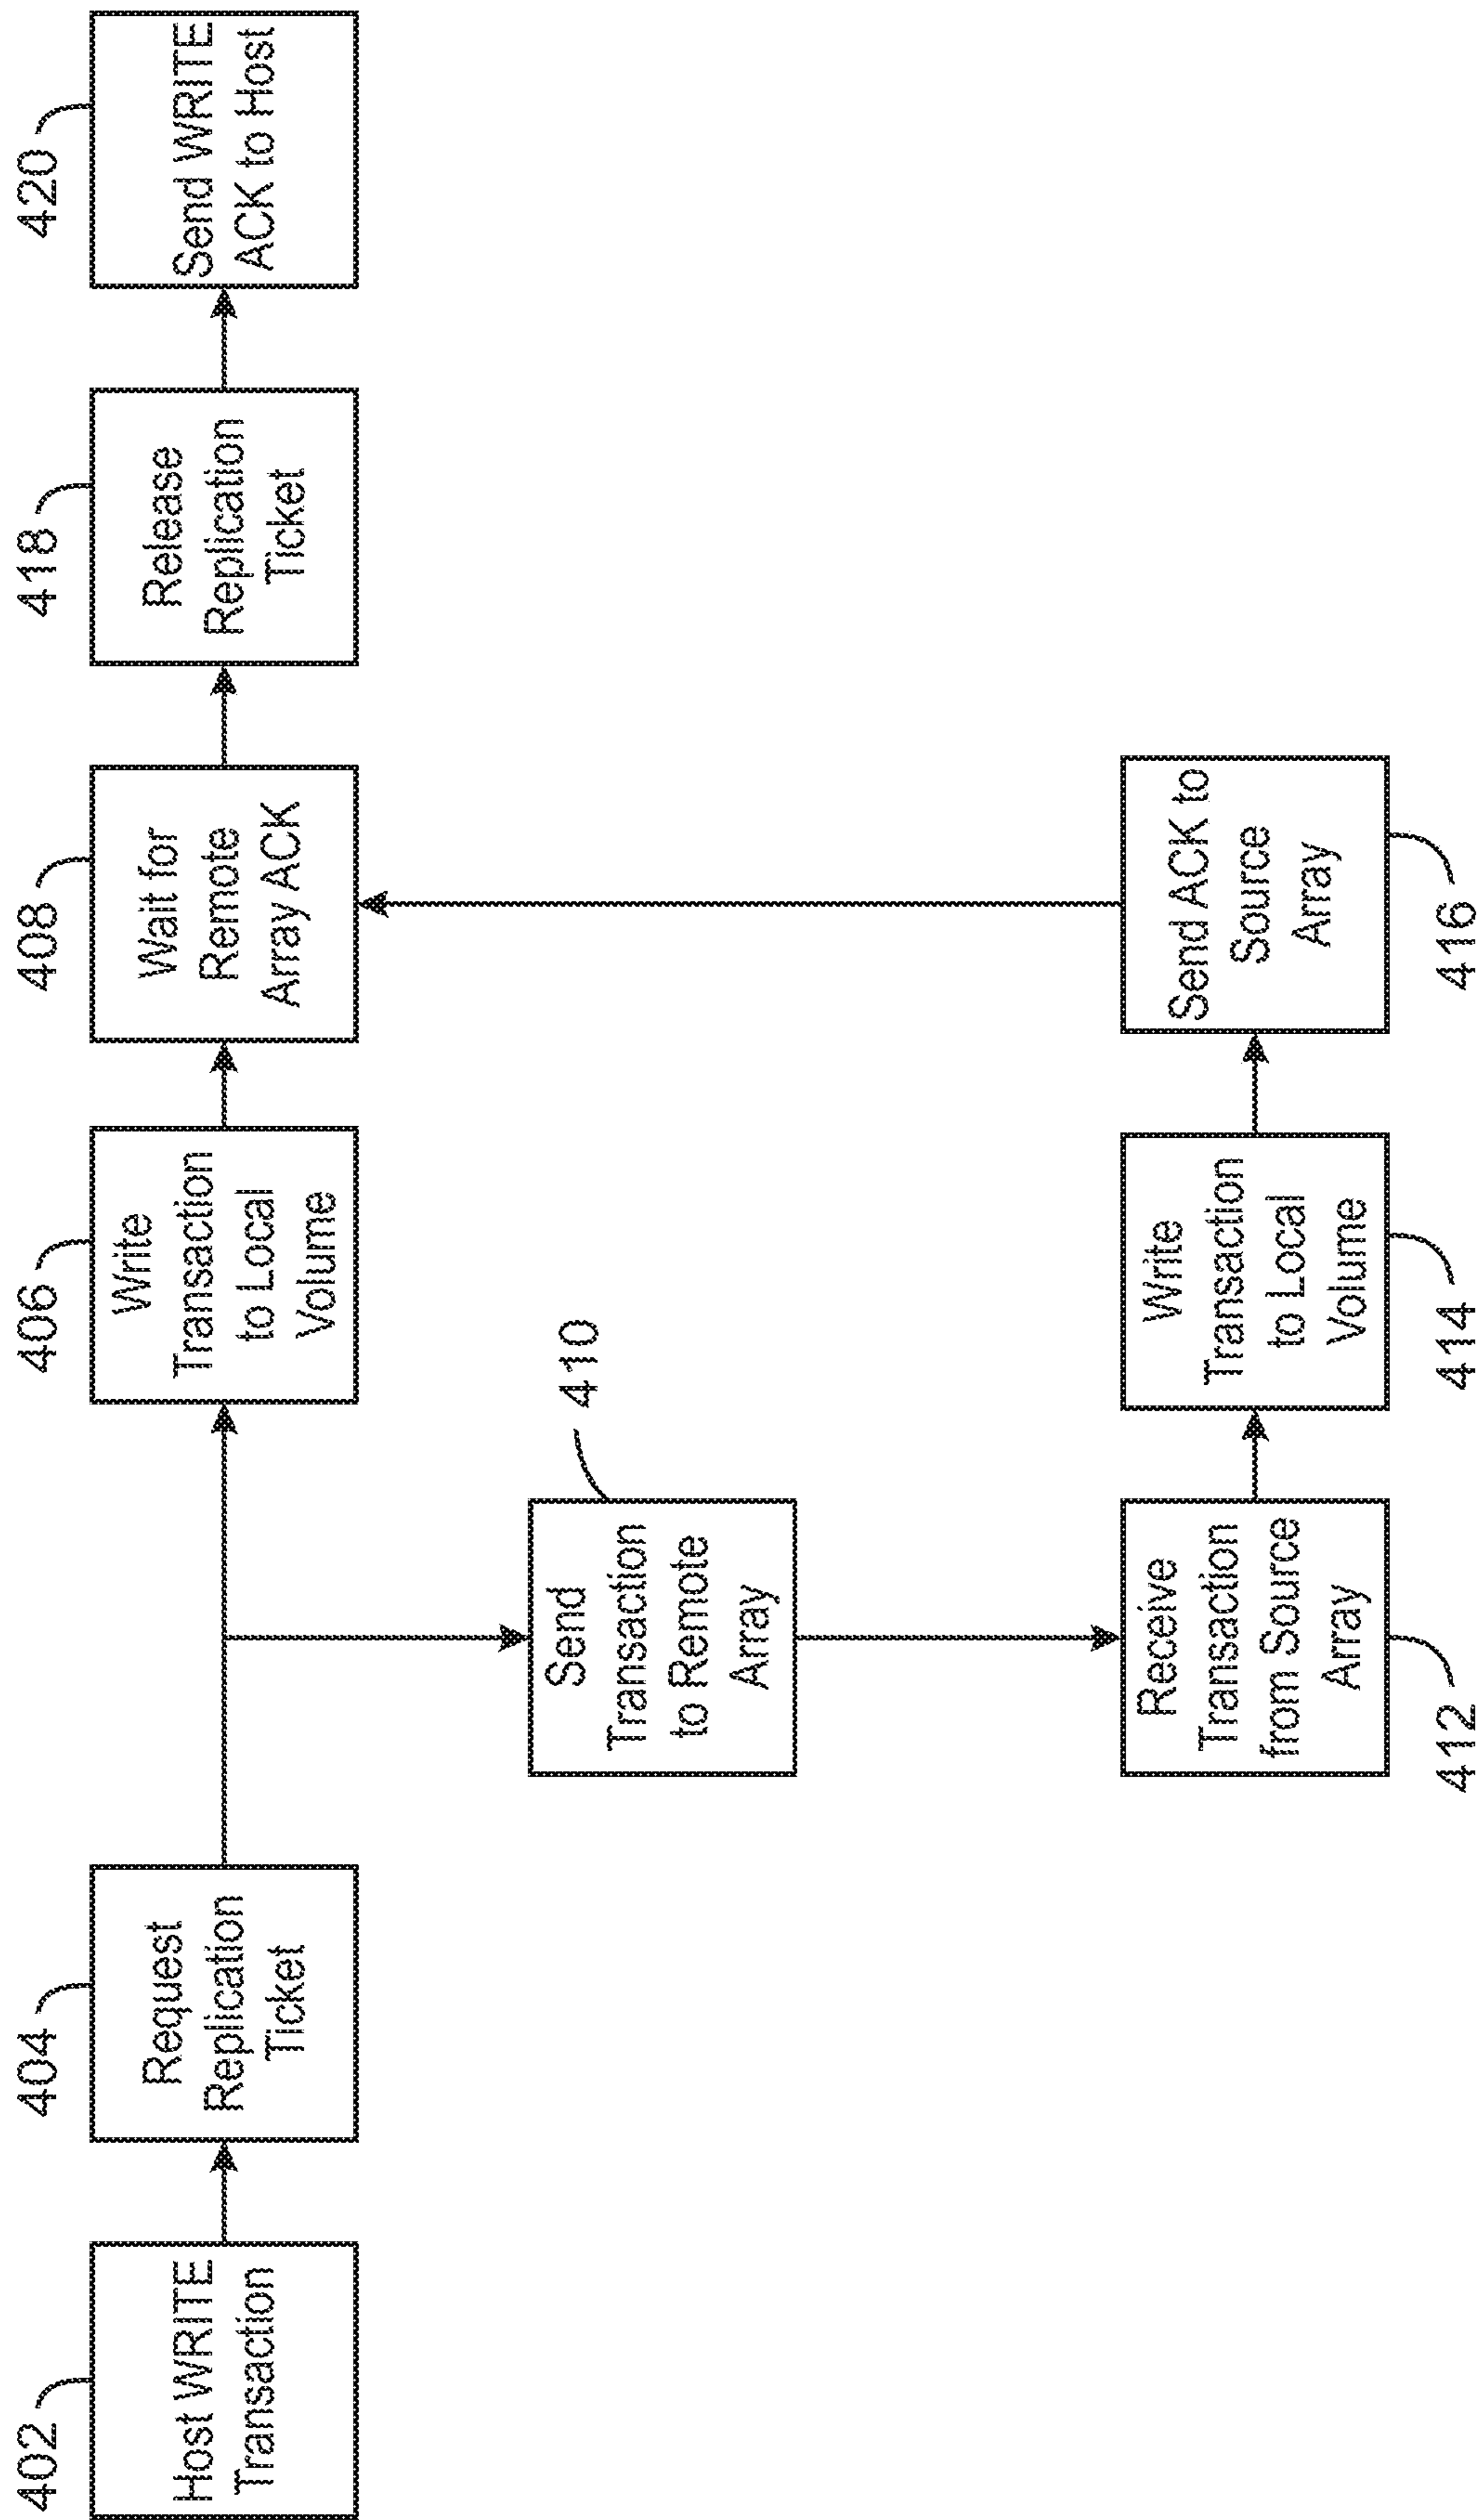 402
Host WRITE
Transaction
404
Request
Replication
Ticket
406
Write
Transaction
to Local
Volume
408
Wait for
Remote
Array ACK
418
Release
Replication
Ticket
420
Send WRITE
ACK to Host
410
Send
Transaction
to Remote
Array
Receive
Transaction
from Source
Array
412
Write
Transaction
to Local
Volume
414
Send ACK to
Source
Array
416